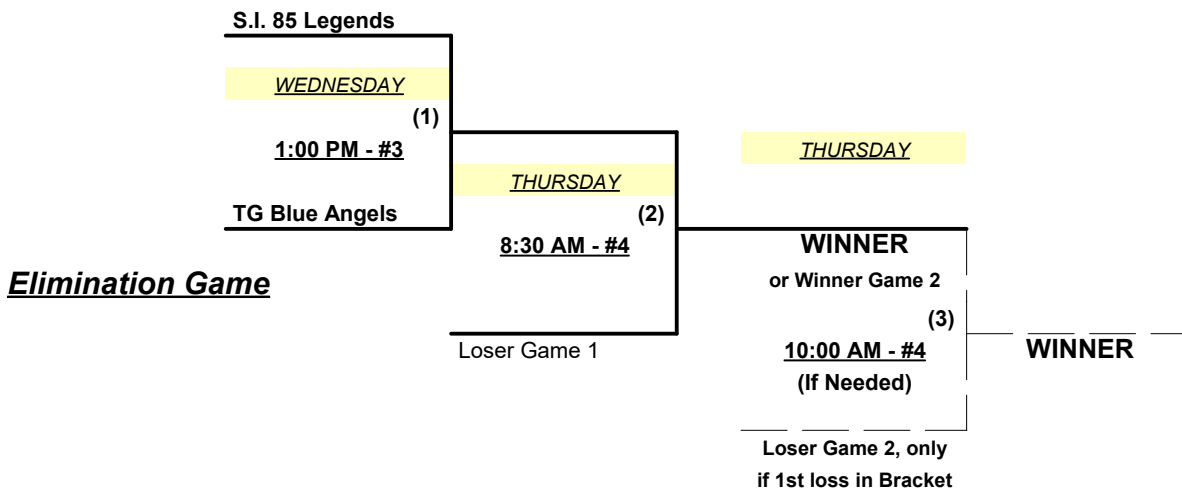 S.I. 85 Legends
WEDNESDAY
(1)
1:00 PM - #3
TG Blue Angels
Elimination Game
THURSDAY
(2)
8:30 AM - #4
Loser Game 1
THURSDAY
WINNER
or Winner Game 2
(3)
10:00 AM - #4
(If Needed)
Loser Game 2, only
if 1st loss in Bracket
WINNER